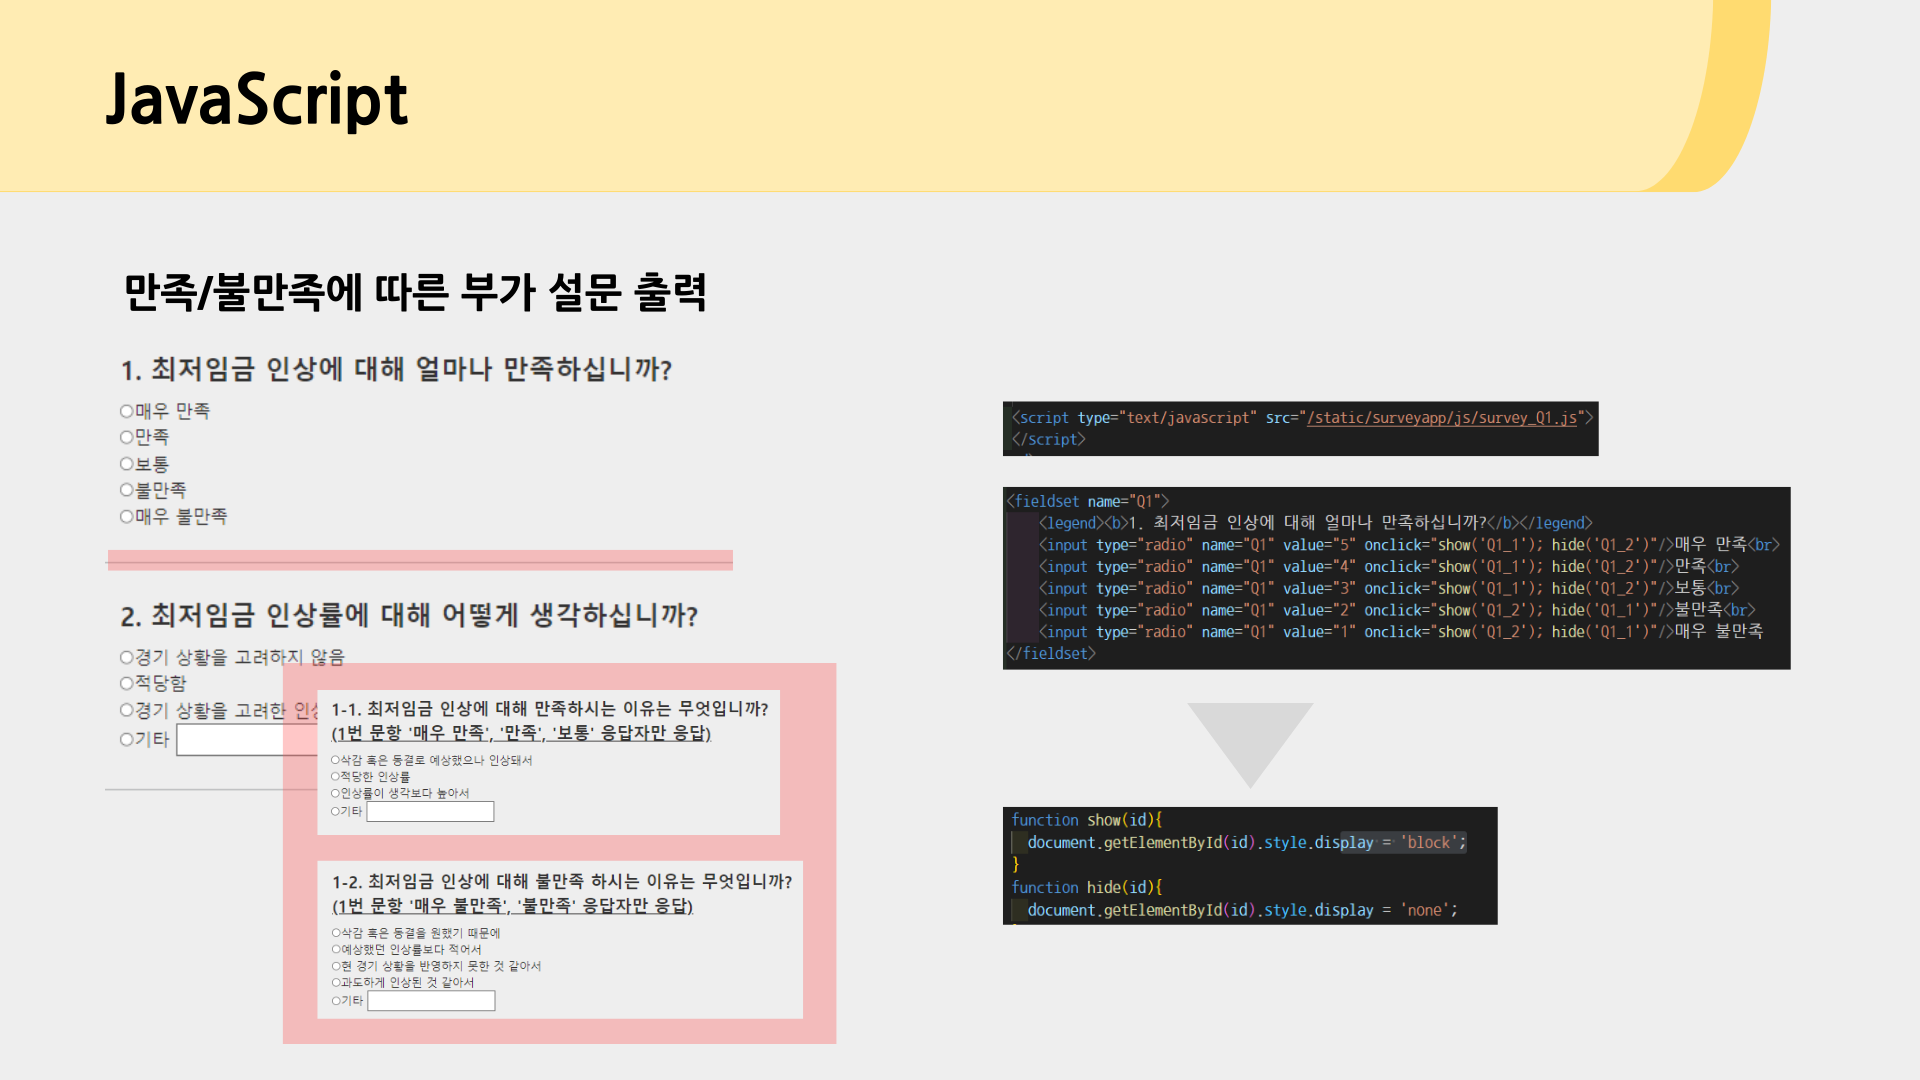 JavaScript
만족/불만족에 따른 부가 설문 출력
1. 최저임금 인상에 대해 얼마나 만족하십니까?
매우 만족
만족
보통
불만족
매우 불만족
2. 최저임금 인상률에 대해 어떻게 생각하십니까?
경기 상황을 고려하지 않음
적당함
경기 상황을 고려한 인상
기타
1-1. 최저임금 인상에 대해 만족하시는 이유는 무엇입니까?
(1번 문항 '매우 만족', '만족', '보통' 응답자만 응답)
삭감 혹은 동결로 예상했으나 인상돼서
적당한 인상률
인상률이 생각보다 높아서
기타
1-2. 최저임금 인상에 대해 불만족 하시는 이유는 무엇입니까?
(1번 문항 '매우 불만족', '불만족' 응답자만 응답)
삭감 혹은 동결을 원했기 때문에
예상했던 인상률보다 적어서
현 경기 상황을 반영하지 못한 것 같아서
과도하게 인상된 것 같아서
기타
<script type="text/javascript" src="/static/surveyapp/js/survey_Q1.js">
</script>
<fieldset name="Q1">
<legend><b>1. 최저임금 인상에 대해 얼마나 만족하십니까?</b></legend>
<input type="radio" name="Q1" value="5" onclick="show('Q1_1'); hide('Q1_2')"/>매우 만족<br>
<input type="radio" name="Q1" value="4" onclick="show('Q1_1'); hide('Q1_2')"/>만족<br>
<input type="radio" name="Q1" value="3" onclick="show('Q1_1'); hide('Q1_2')"/>보통<br>
<input type="radio" name="Q1" value="2" onclick="show('Q1_2'); hide('Q1_1')"/>불만족<br>
<input type="radio" name="Q1" value="1" onclick="show('Q1_2'); hide('Q1_1')"/>매우 불만족
</fieldset>
function show(id){
document.getElementById(id).style.display = 'block';
}
function hide(id){
document.getElementById(id).style.display = 'none';